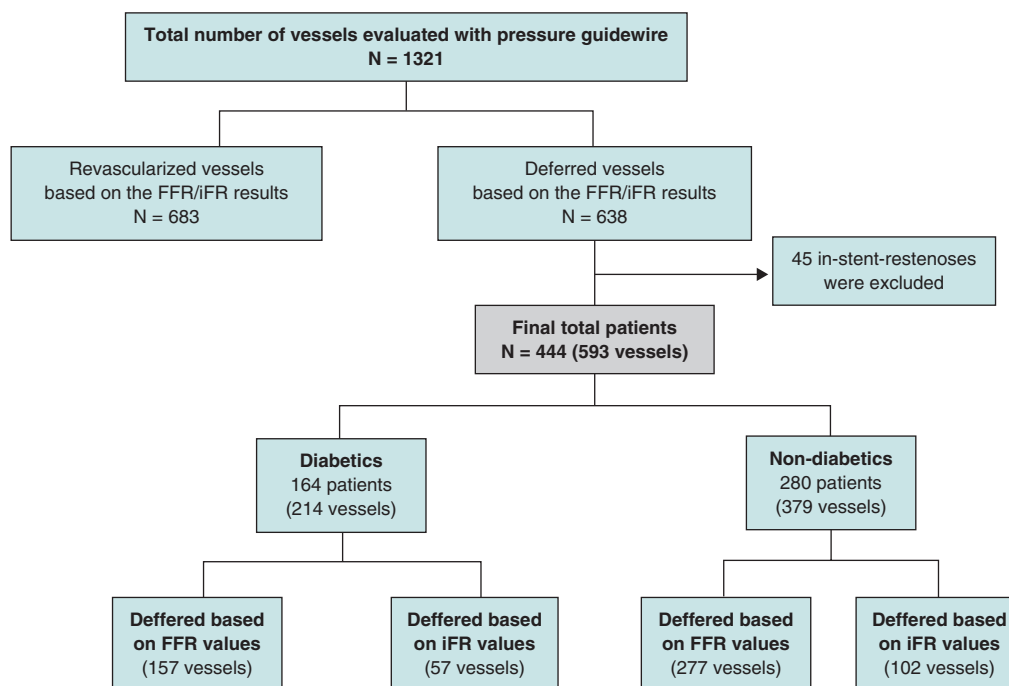 Total number of vessels evaluated with pressure guidewire
N = 1321
Revascularized vessels
based on the FFR/iFR results
N = 683
Deferred vessels
based on the FFR/iFR results
N = 638
45 in-stent-restenoses
were excluded
Final total patients
N = 444 (593 vessels)
Diabetics
164 patients
(214 vessels)
Non-diabetics
280 patients
(379 vessels)
Deffered based
on FFR values
(157 vessels)
Deffered based
on iFR values
(57 vessels)
Deffered based
on FFR values
(277 vessels)
Deffered based
on iFR values
(102 vessels)